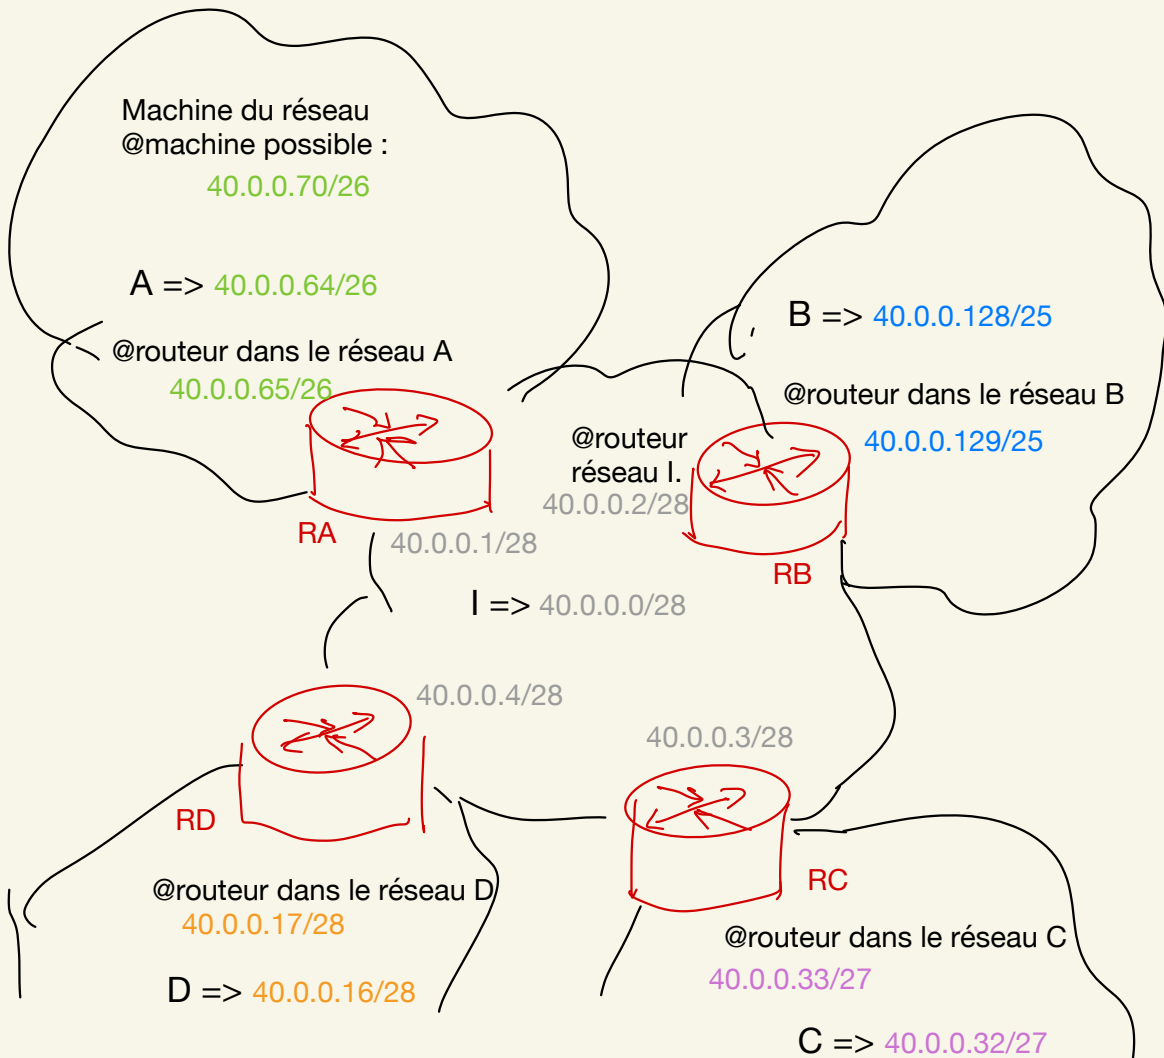 Machine du réseau
@machine possible :
40.0.0.70/26
A => 40.0.0.64/26
@routeur dans le réseau A
40.0.0.65/26
RA
40.0.0.1/28
B => 40.0.0.128/25
@routeur dans le réseau B
40.0.0.129/25
@routeur
réseau I.
40.0.0.2/28
RB
I => 40.0.0.0/28
40.0.0.4/28
40.0.0.3/28
RD
@routeur dans le réseau D
40.0.0.17/28
D => 40.0.0.16/28
RC
@routeur dans le réseau C
40.0.0.33/27
C => 40.0.0.32/27